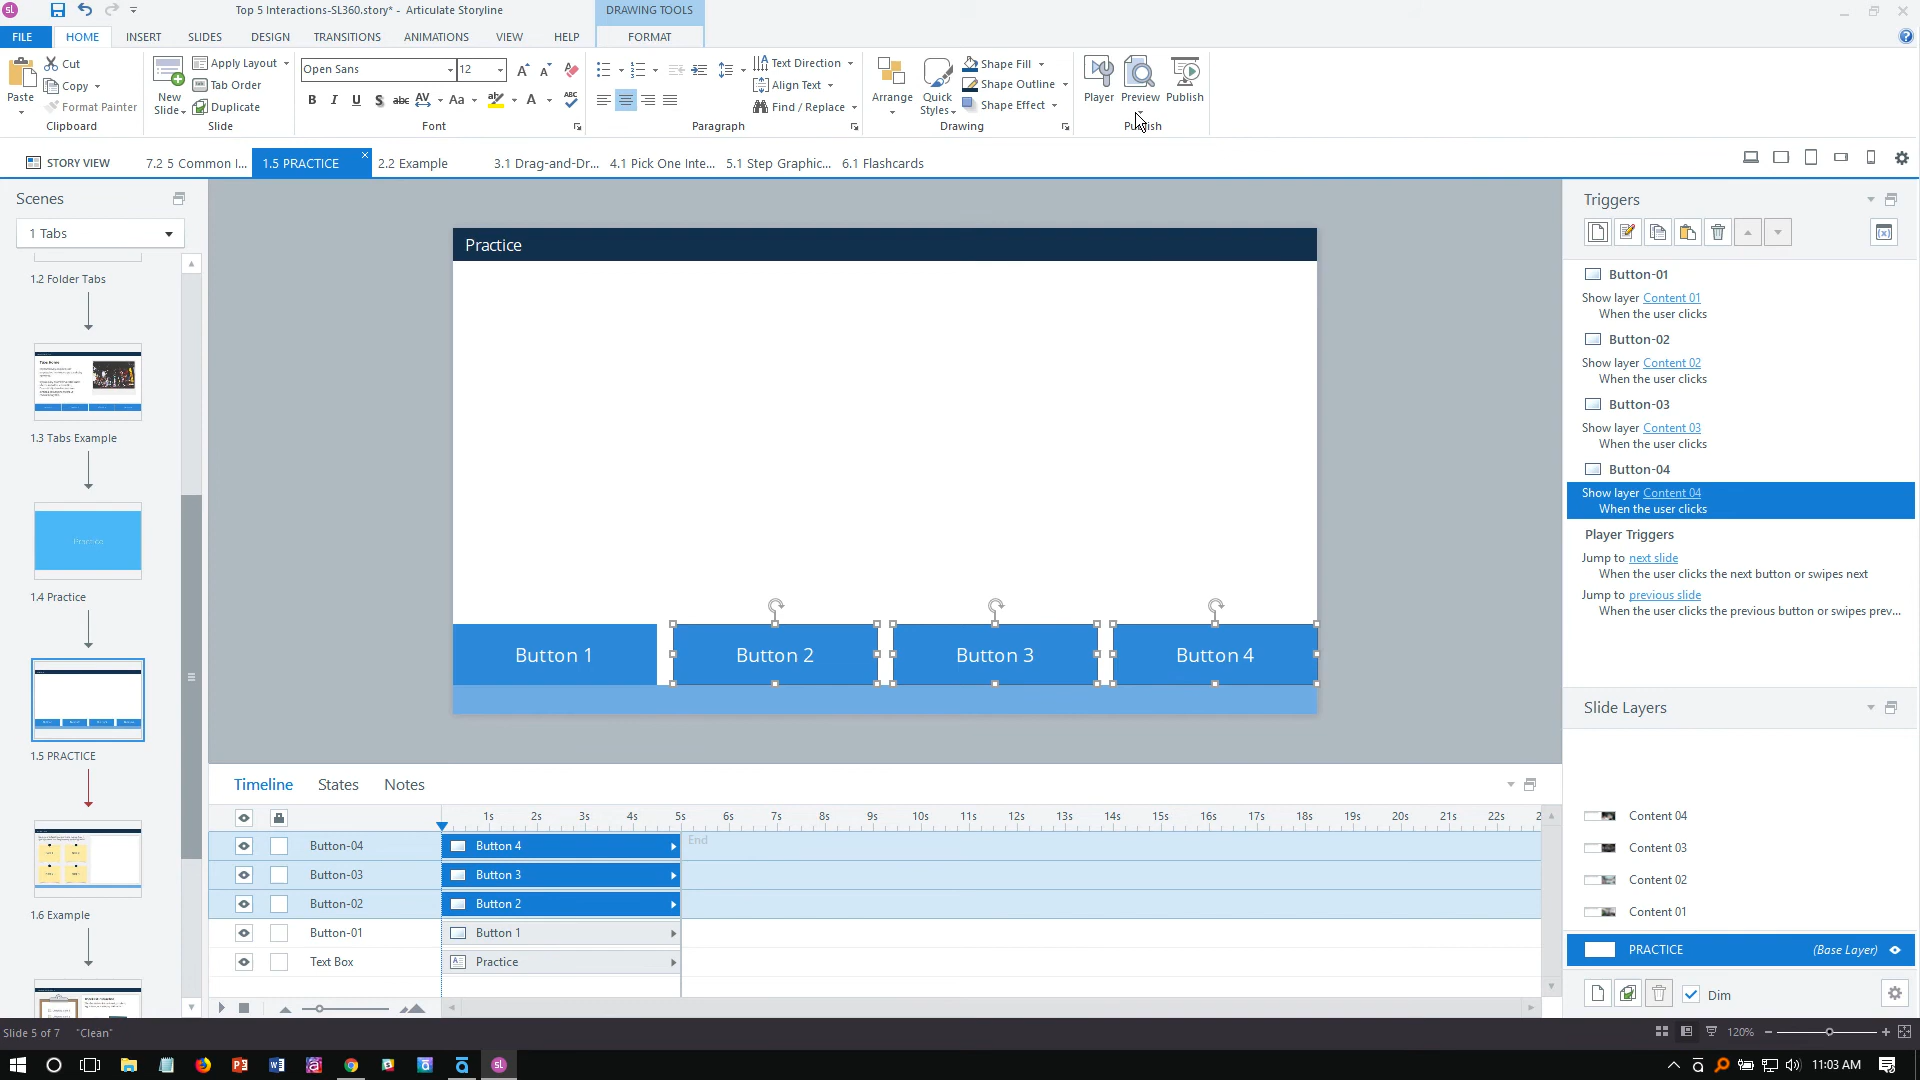 Top 5 Interactions-SL360.story* - Articulate Storyline
DRAWING TOOLS
FILE HOME INSERT SLIDES DESIGN TRANSITIONS ANIMATIONS VIEW HELP FORMAT
Paste
Cut
Copy
Format Painter
Clipboard
New Slide
Apply Layout
Tab Order
Duplicate
Slide
Open Sans 12
B I U S abc AV Aa A ABC
Font
Text Direction
Align Text
Find / Replace
Paragraph
Arrange
Quick Styles
Shape Fill
Shape Outline
Shape Effect
Drawing
Player Preview Publish
Publish
STORY VIEW 7.2 5 Common I... 1.5 PRACTICE 2.2 Example 3.1 Drag-and-Dr... 4.1 Pick One Inte... 5.1 Step Graphic... 6.1 Flashcards
Scenes
1 Tabs
1.2 Folder Tabs
1.3 Tabs Example
Practice
1.4 Practice
1.5 PRACTICE
1.6 Example
Practice
Button 1 Button 2 Button 3 Button 4
Triggers
Button-01
Show layer Content 01
When the user clicks
Button-02
Show layer Content 02
When the user clicks
Button-03
Show layer Content 03
When the user clicks
Button-04
Show layer Content 04
When the user clicks
Player Triggers
Jump to next slide
When the user clicks the next button or swipes next
Jump to previous slide
When the user clicks the previous button or swipes prev...
Slide Layers
Content 04
Content 03
Content 02
Content 01
PRACTICE (Base Layer)
Dim
Timeline States Notes
1s 2s 3s 4s 5s 6s 7s 8s 9s 10s 11s 12s 13s 14s 15s 16s 17s 18s 19s 20s 21s 22s 2
Button-04 Button 4 End
Button-03 Button 3
Button-02 Button 2
Button-01 Button 1
Text Box Practice
Slide 5 of 7 "Clean" 120%
11:03 AM